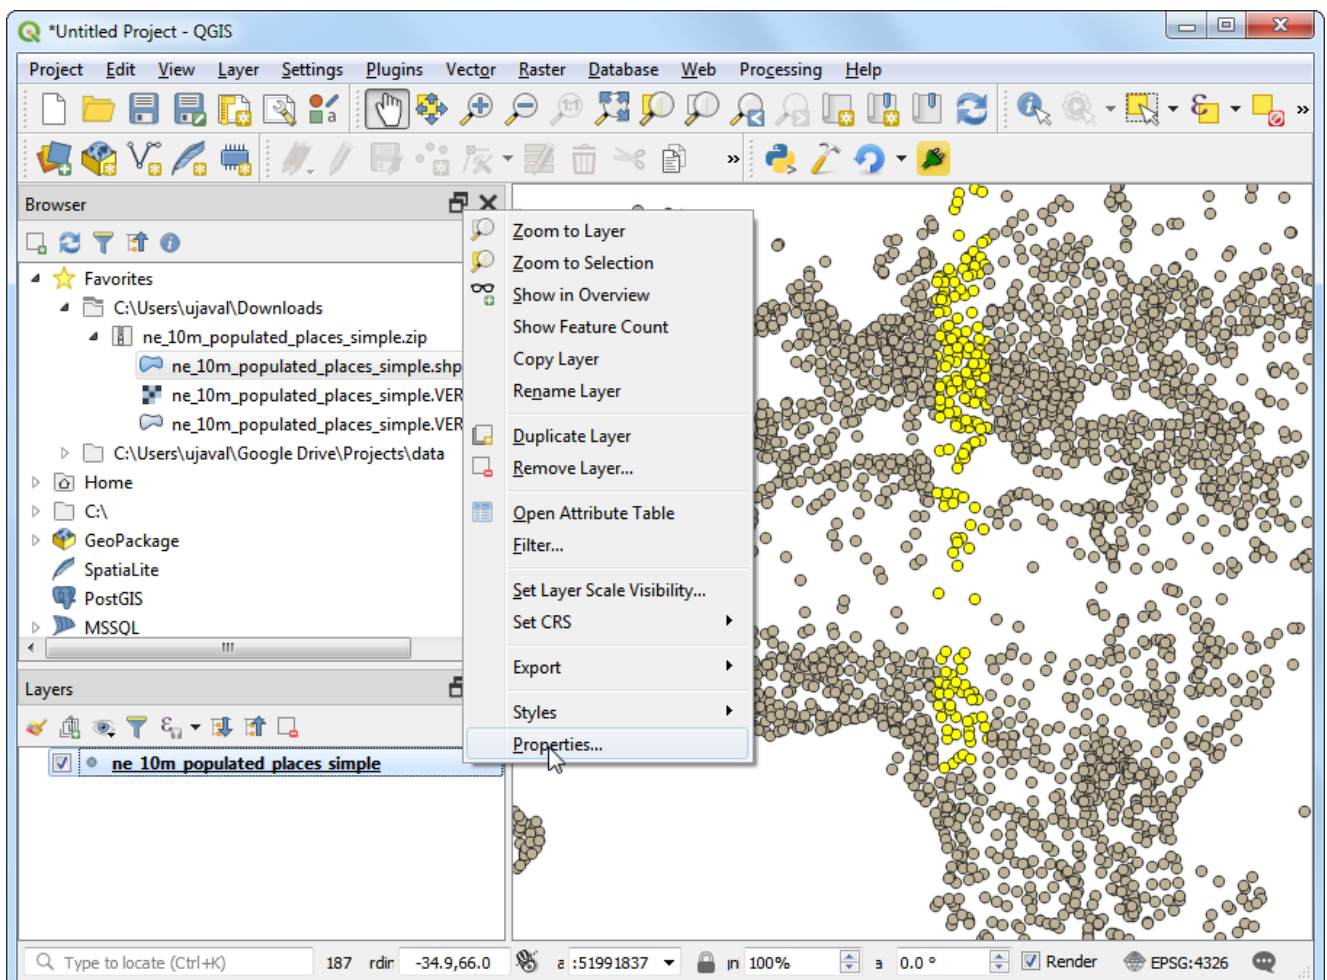 *Untitled Project - QGIS
Project Edit View Layer Settings Plugins Vector Raster Database Web Processing Help
1:1
a
ε
»
»
Browser
Favorites
C:\Users\ujaval\Downloads
ne_10m_populated_places_simple.zip
ne_10m_populated_places_simple.shp
ne_10m_populated_places_simple.VER
ne_10m_populated_places_simple.VER
C:\Users\ujaval\Google Drive\Projects\data
Home
C:\
GeoPackage
SpatiaLite
PostGIS
MSSQL
Zoom to Layer
Zoom to Selection
Show in Overview
Show Feature Count
Copy Layer
Rename Layer
Duplicate Layer
Remove Layer...
Open Attribute Table
Filter...
Set Layer Scale Visibility...
Set CRS
Export
Styles
Properties...
Layers
ε
ne_10m_populated_places_simple
Type to locate (Ctrl+K) 187 rdin -34.9,66.0 a :51991837 100% a 0.0 ° Render EPSG:4326